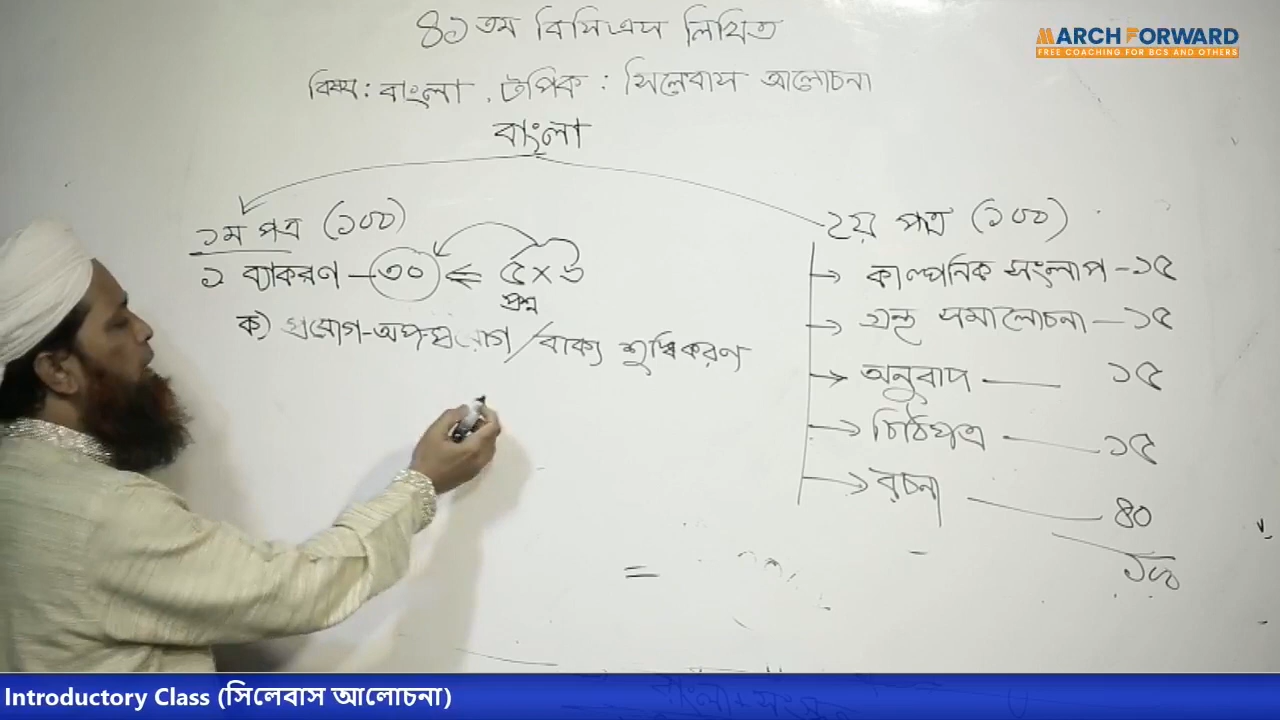 ৪১তম বিসিএস লিখিত
MARCH FORWARD
FREE COACHING FOR BCS AND OTHERS
বিষয়: বাংলা, টপিক: সিলেবাস আলোচনা
বাংলা
১ম পত্র (১০০)
১ ব্যাকরণ – ৩০ ⇐ ৫×৬
প্রশ্ন
ক) প্রয়োগ-অপপ্রয়োগ/বাক্য শুদ্ধিকরণ
২য় পত্র (১০০)
→ কাল্পনিক সংলাপ – ১৫
→ গ্রন্থ সমালোচনা – ১৫
→ অনুবাদ — ১৫
→ চিঠিপত্র — ১৫
→ রচনা — ৪০
১০০
=
Introductory Class (সিলেবাস আলোচনা)